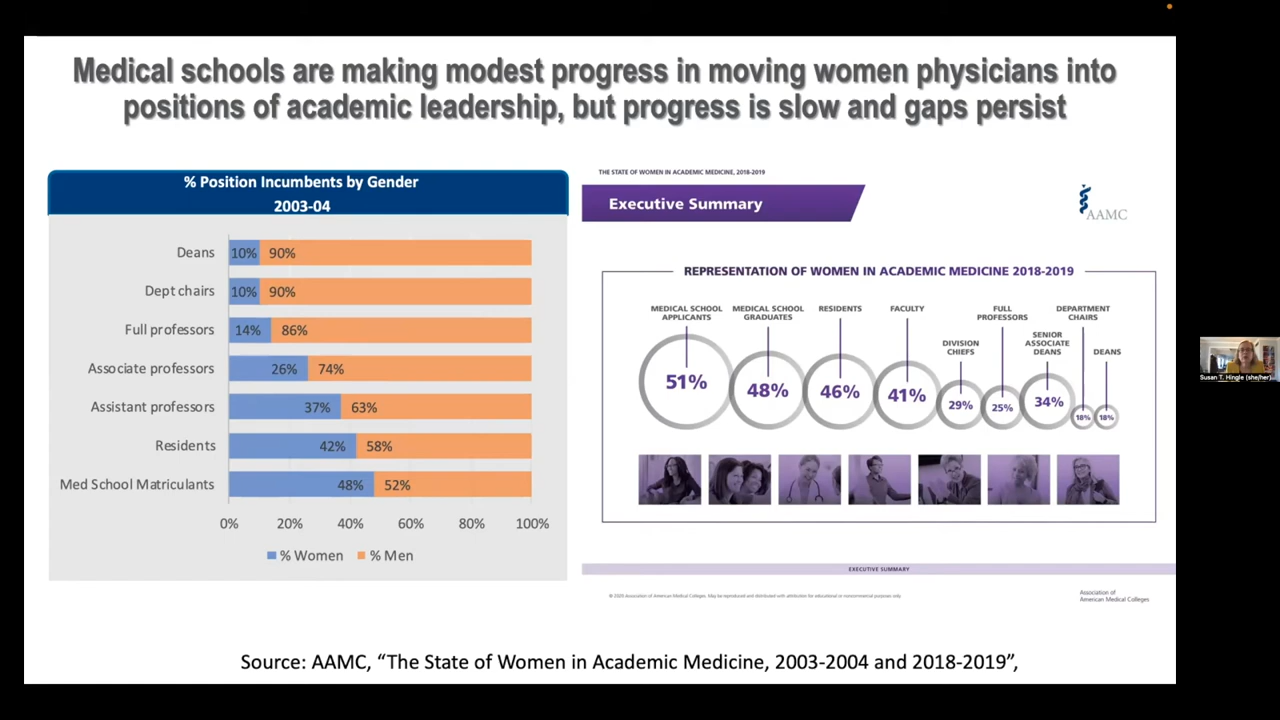 Medical schools are making modest progress in moving women physicians into
positions of academic leadership, but progress is slow and gaps persist
% Position Incumbents by Gender
2003-04
Deans 10% 90%
Dept chairs 10% 90%
Full professors 14% 86%
Associate professors 26% 74%
Assistant professors 37% 63%
Residents 42% 58%
Med School Matriculants 48% 52%
0% 20% 40% 60% 80% 100%
% Women % Men
THE STATE OF WOMEN IN ACADEMIC MEDICINE, 2018-2019
Executive Summary
AAMC
REPRESENTATION OF WOMEN IN ACADEMIC MEDICINE 2018-2019
MEDICAL SCHOOL
APPLICANTS
51%
MEDICAL SCHOOL
GRADUATES
48%
RESIDENTS
46%
FACULTY
41%
DIVISION
CHIEFS
29%
FULL
PROFESSORS
25%
SENIOR
ASSOCIATE
DEANS
34%
DEPARTMENT
CHAIRS
18%
DEANS
18%
EXECUTIVE SUMMARY
© 2020 Association of American Medical Colleges. May be reproduced and distributed with attribution for educational or noncommercial purposes only.
Association of
American Medical Colleges
Source: AAMC, “The State of Women in Academic Medicine, 2003-2004 and 2018-2019”,
Susan T. Hingle (she/her)